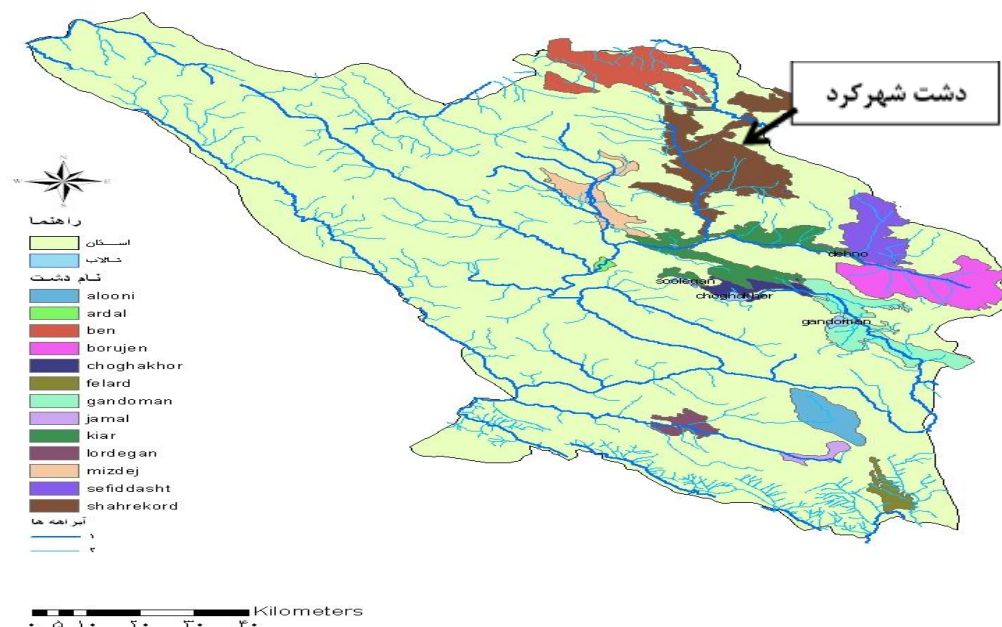 دشت شهرکرد
N
W E
S
راهنما
استان
تالاب
نام دشت
alooni
ardal
ben
borujen
choghakhor
felard
gandoman
jamal
kiar
lordegan
mizdej
sefiddasht
shahrekord
آبراهه ها
۱
۲
dehno
soolegan
choghakhor
gandoman
Kilometers
۰ ۵ ۱۰ ۲۰ ۳۰ ۴۰